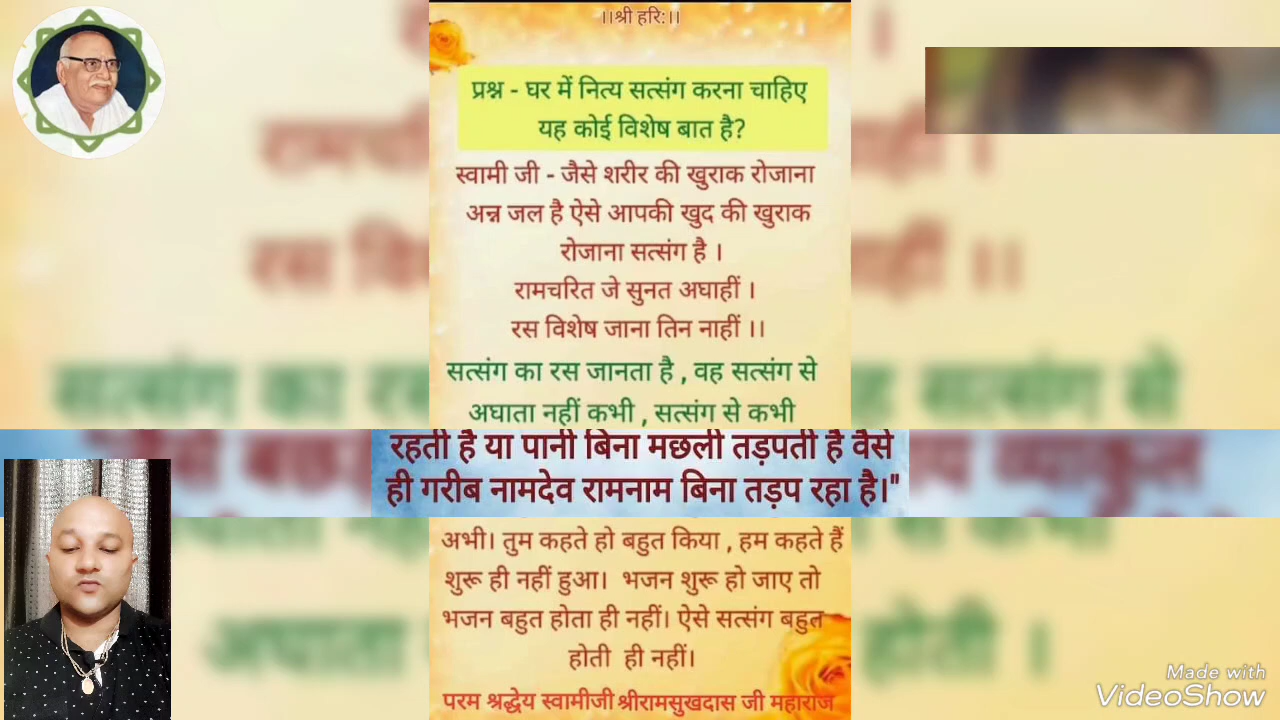 ।।श्री हरि:।।
प्रश्न - घर में नित्य सत्संग करना चाहिए
यह कोई विशेष बात है?
स्वामी जी - जैसे शरीर की खुराक रोजाना
अन्न जल है ऐसे आपकी खुद की खुराक
रोजाना सत्संग है ।
रामचरित जे सुनत अघाहीं ।
रस विशेष जाना तिन नाहीं ।।
सत्संग का रस जानता है , वह सत्संग से
अघाता नहीं कभी , सत्संग से कभी
रहती है या पानी बिना मछली तड़पती है वैसे
ही गरीब नामदेव रामनाम बिना तड़प रहा है।"
अभी। तुम कहते हो बहुत किया , हम कहते हैं
शुरू ही नहीं हुआ। भजन शुरू हो जाए तो
भजन बहुत होता ही नहीं। ऐसे सत्संग बहुत
होती ही नहीं।
परम श्रद्धेय स्वामीजी श्रीरामसुखदास जी महाराज
Made with
VideoShow